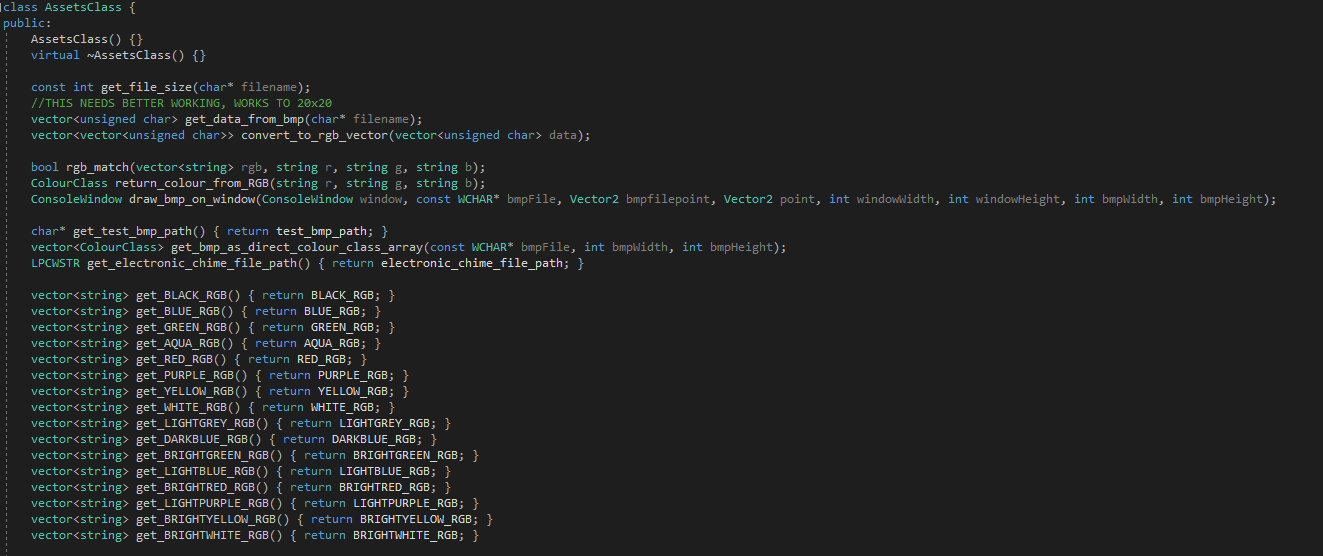 class AssetsClass {
public:
AssetsClass() {}
virtual ~AssetsClass() {}
const int get_file_size(char* filename);
//THIS NEEDS BETTER WORKING, WORKS TO 20x20
vector<unsigned char> get_data_from_bmp(char* filename);
vector<vector<unsigned char>> convert_to_rgb_vector(vector<unsigned char> data);
bool rgb_match(vector<string> rgb, string r, string g, string b);
ColourClass return_colour_from_RGB(string r, string g, string b);
ConsoleWindow draw_bmp_on_window(ConsoleWindow window, const WCHAR* bmpFile, Vector2 bmpfilepoint, Vector2 point, int windowWidth, int windowHeight, int bmpWidth, int bmpHeight);
char* get_test_bmp_path() { return test_bmp_path; }
vector<ColourClass> get_bmp_as_direct_colour_class_array(const WCHAR* bmpFile, int bmpWidth, int bmpHeight);
LPCWSTR get_electronic_chime_file_path() { return electronic_chime_file_path; }
vector<string> get_BLACK_RGB() { return BLACK_RGB; }
vector<string> get_BLUE_RGB() { return BLUE_RGB; }
vector<string> get_GREEN_RGB() { return GREEN_RGB; }
vector<string> get_AQUA_RGB() { return AQUA_RGB; }
vector<string> get_RED_RGB() { return RED_RGB; }
vector<string> get_PURPLE_RGB() { return PURPLE_RGB; }
vector<string> get_YELLOW_RGB() { return YELLOW_RGB; }
vector<string> get_WHITE_RGB() { return WHITE_RGB; }
vector<string> get_LIGHTGREY_RGB() { return LIGHTGREY_RGB; }
vector<string> get_DARKBLUE_RGB() { return DARKBLUE_RGB; }
vector<string> get_BRIGHTGREEN_RGB() { return BRIGHTGREEN_RGB; }
vector<string> get_LIGHTBLUE_RGB() { return LIGHTBLUE_RGB; }
vector<string> get_BRIGHTRED_RGB() { return BRIGHTRED_RGB; }
vector<string> get_LIGHTPURPLE_RGB() { return LIGHTPURPLE_RGB; }
vector<string> get_BRIGHTYELLOW_RGB() { return BRIGHTYELLOW_RGB; }
vector<string> get_BRIGHTWHITE_RGB() { return BRIGHTWHITE_RGB; }